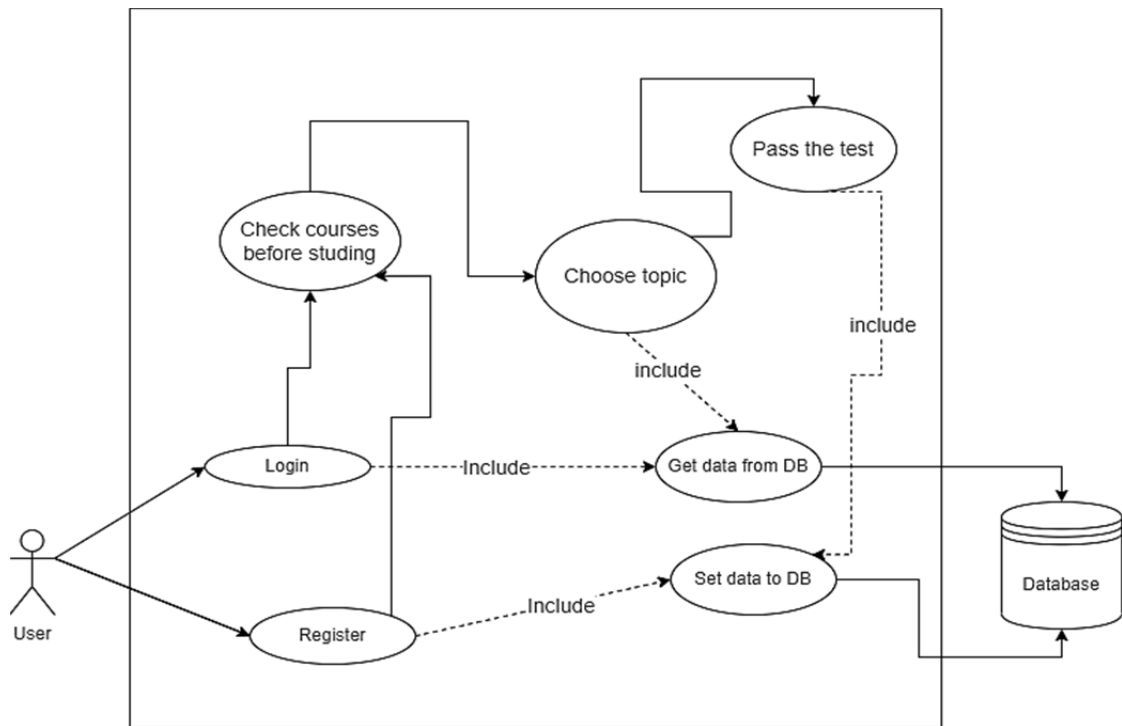 Pass the test
Check courses
before studing
Choose topic
include
include
Login
Include
Get data from DB
Set data to DB
Database
Include
Register
User